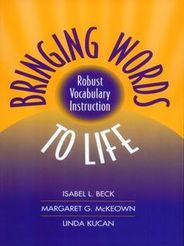 BRINGING WORDS
Robust
Vocabulary
Instruction
TO LIFE
ISABEL L. BECK
MARGARET G. McKEOWN
LINDA KUCAN